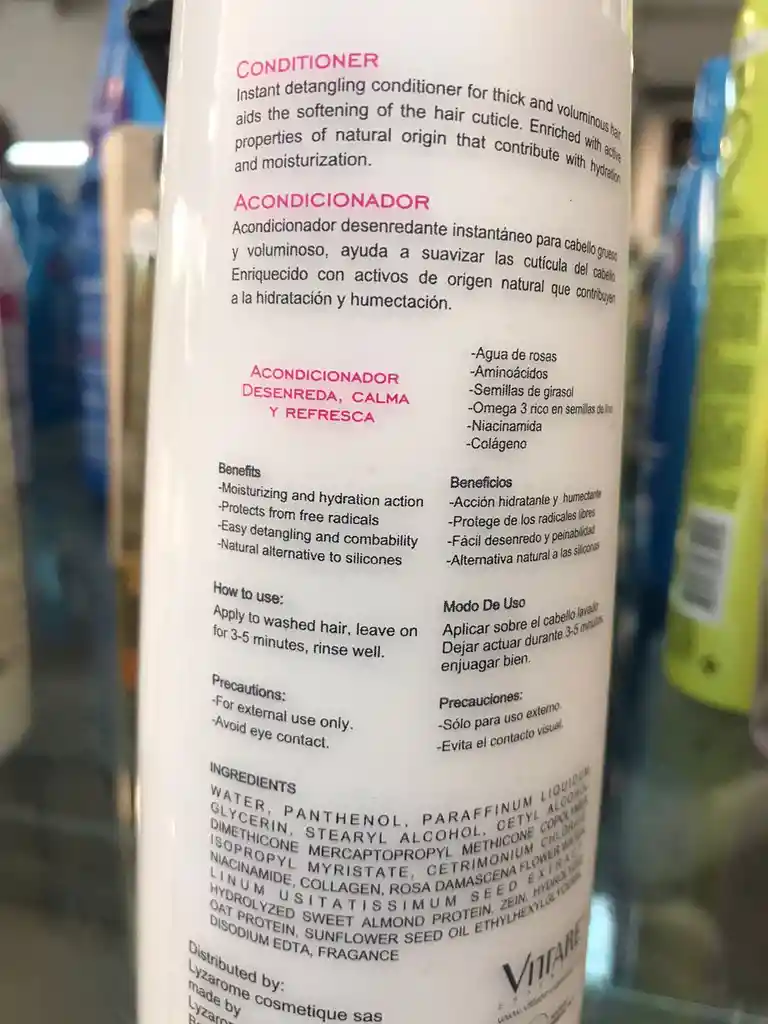 CONDITIONER
Instant detangling conditioner for thick and voluminous hair
aids the softening of the hair cuticle. Enriched with active
properties of natural origin that contribute with hydration
and moisturization.
ACONDICIONADOR
Acondicionador desenredante instantáneo para cabello grueso
y voluminoso, ayuda a suavizar las cutícula del cabello
Enriquecido con activos de origen natural que contribuyen
a la hidratación y humectación.
ACONDICIONADOR
DESENREDA, CALMA
Y REFRESCA
-Agua de rosas
-Aminoácidos
-Semillas de girasol
-Omega 3 rico en semillas de lino
-Niacinamida
-Colágeno
Benefits
-Moisturizing and hydration action
-Protects from free radicals
-Easy detangling and combability
-Natural alternative to silicones
Beneficios
-Acción hidratante y humectante
-Protege de los radicales libres
-Fácil desenredo y peinabilidad
-Alternativa natural a las siliconas
How to use:
Apply to washed hair, leave on
for 3-5 minutes, rinse well.
Modo De Uso
Aplicar sobre el cabello lavado
Dejar actuar durante 3-5 minutos
enjuagar bien.
Precautions:
-For external use only.
-Avoid eye contact.
Precauciones:
-Sólo para uso externo.
-Evita el contacto visual.
INGREDIENTS
WATER, PANTHENOL, PARAFFINUM LIQUIDUM
GLYCERIN, STEARYL ALCOHOL, CETYL ALCOHOL
DIMETHICONE MERCAPTOPROPYL METHICONE COPOLYMER
ISOPROPYL MYRISTATE, CETRIMONIUM CHLORIDE
NIACINAMIDE, COLLAGEN, ROSA DAMASCENA FLOWER WATER
LINUM USITATISSIMUM SEED EXTRACT
HYDROLYZED SWEET ALMOND PROTEIN, ZEIN, HYDROLYZED
OAT PROTEIN, SUNFLOWER SEED OIL ETHYLHEXYLGLYCERIN,
DISODIUM EDTA, FRAGANCE
Distributed by:
Lyzarome cosmetique sas
made by
VITFARE